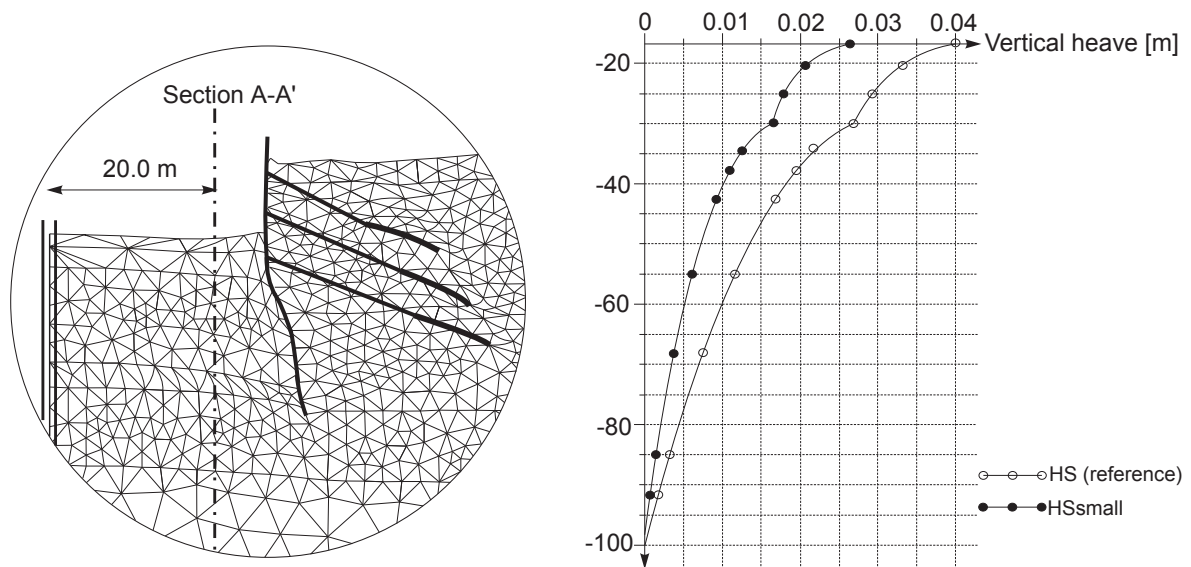 Section A-A'
20.0 m
0 0.01 0.02 0.03 0.04
Vertical heave [m]
-20
-40
-60
-80
-100
HS (reference)
HSsmall